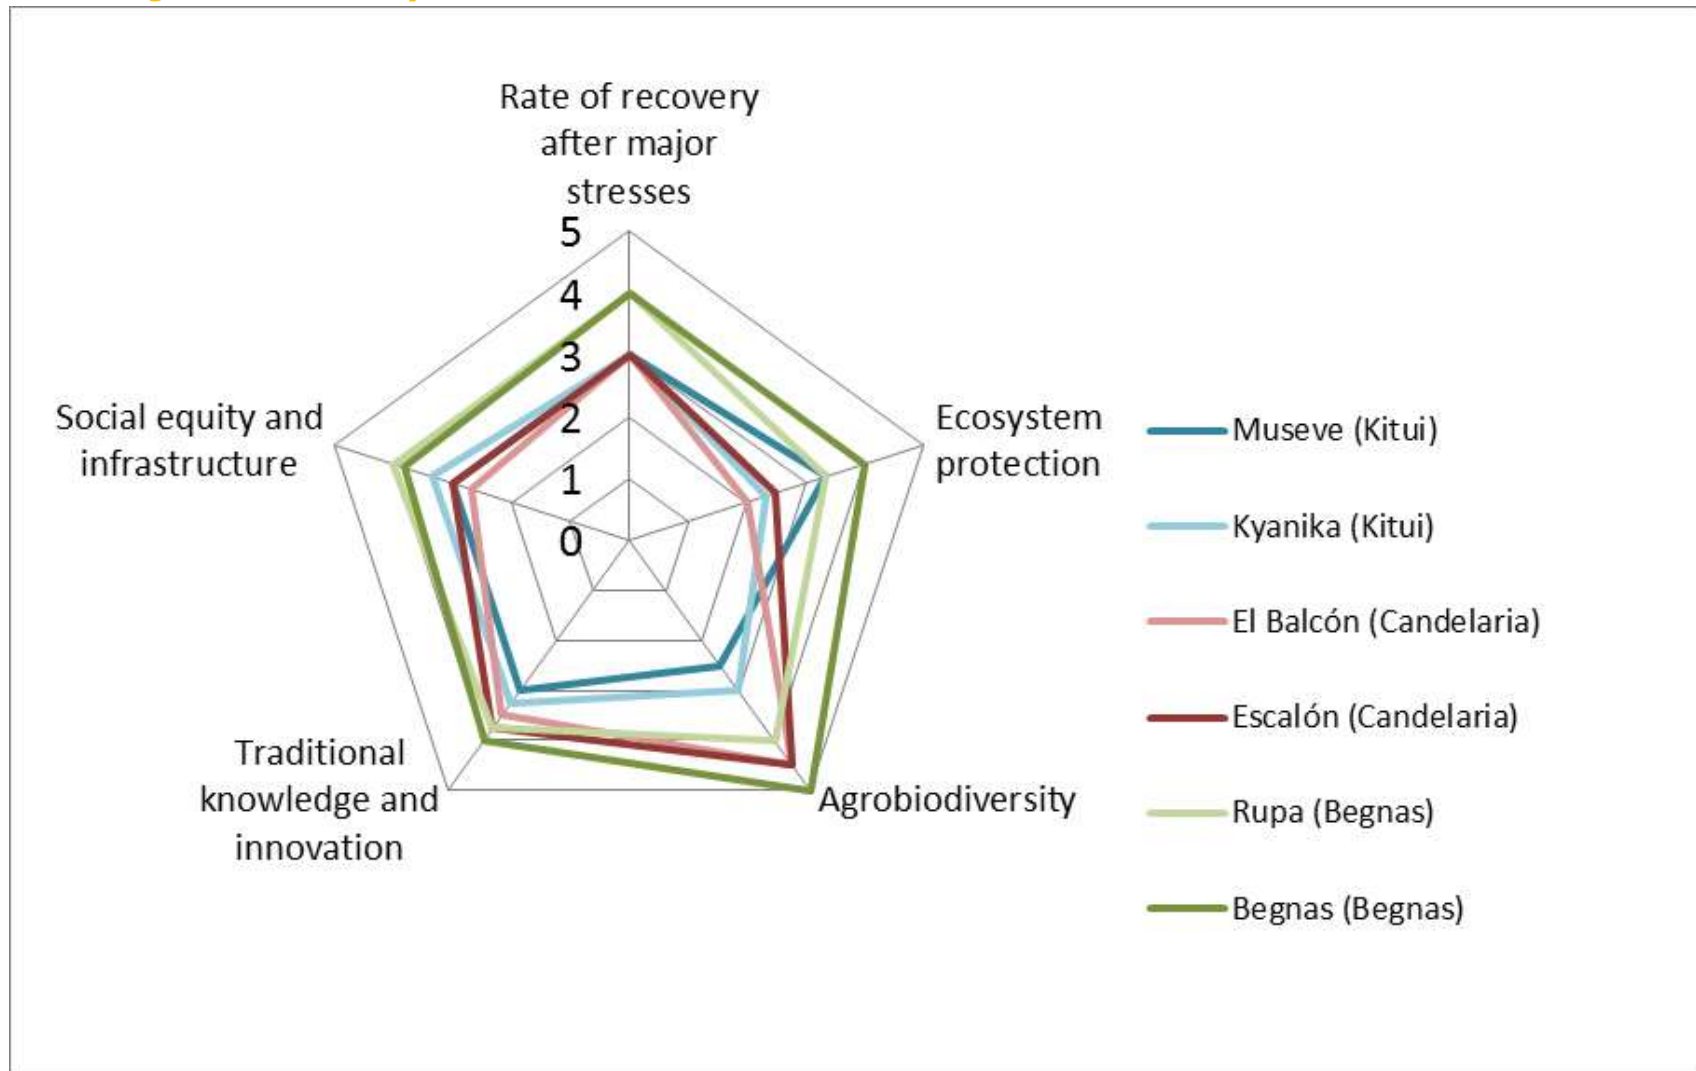 Rate of recovery
after major
stresses
5
4
3
2
1
0
Social equity and
infrastructure
Ecosystem
protection
Traditional
knowledge and
innovation
Agrobiodiversity
Museve (Kitui)
Kyanika (Kitui)
El Balcón (Candelaria)
Escalón (Candelaria)
Rupa (Begnas)
Begnas (Begnas)